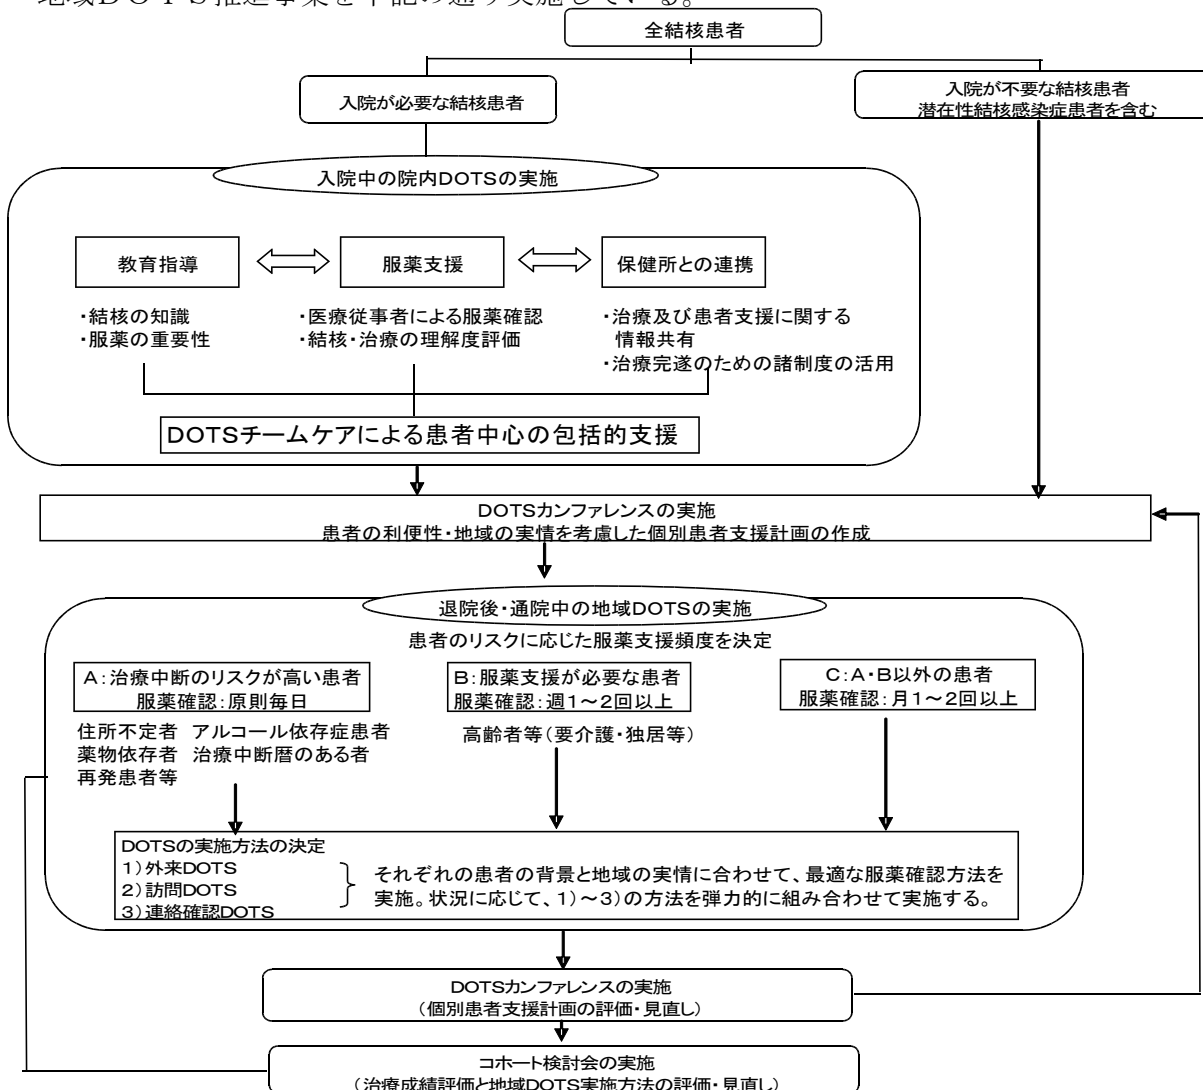 地域ＤＯＴＳ推進事業を下記の通り実施している。
全結核患者
入院が必要な結核患者
入院が不要な結核患者
潜在性結核感染症患者を含む
入院中の院内DOTSの実施
教育指導
服薬支援
保健所との連携
・結核の知識
・服薬の重要性
・医療従事者による服薬確認
・結核・治療の理解度評価
・治療及び患者支援に関する
情報共有
・治療完遂のための諸制度の活用
DOTSチームケアによる患者中心の包括的支援
DOTSカンファレンスの実施
患者の利便性・地域の実情を考慮した個別患者支援計画の作成
退院後・通院中の地域DOTSの実施
患者のリスクに応じた服薬支援頻度を決定
A：治療中断のリスクが高い患者
服薬確認：原則毎日
B：服薬支援が必要な患者
服薬確認：週1～2回以上
C：A・B以外の患者
服薬確認：月1～2回以上
住所不定者 アルコール依存症患者
薬物依存者 治療中断暦のある者
再発患者等
高齢者等（要介護・独居等）
DOTSの実施方法の決定
1）外来DOTS
2）訪問DOTS
3）連絡確認DOTS
それぞれの患者の背景と地域の実情に合わせて、最適な服薬確認方法を
実施。状況に応じて、1）～3）の方法を弾力的に組み合わせて実施する。
DOTSカンファレンスの実施
（個別患者支援計画の評価・見直し）
コホート検討会の実施
（治療成績評価と地域DOTS実施方法の評価・見直し）